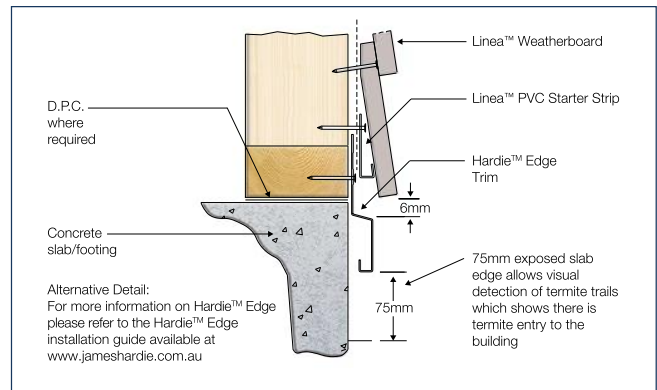 Linea™ Weatherboard
Linea™ PVC Starter Strip
D.P.C.
where
required
Hardie™ Edge
Trim
6mm
Concrete
slab/footing
75mm exposed slab
edge allows visual
detection of termite trails
which shows there is
termite entry to the
building
75mm
Alternative Detail:
For more information on Hardie™ Edge
please refer to the Hardie™ Edge
installation guide available at
www.jameshardie.com.au